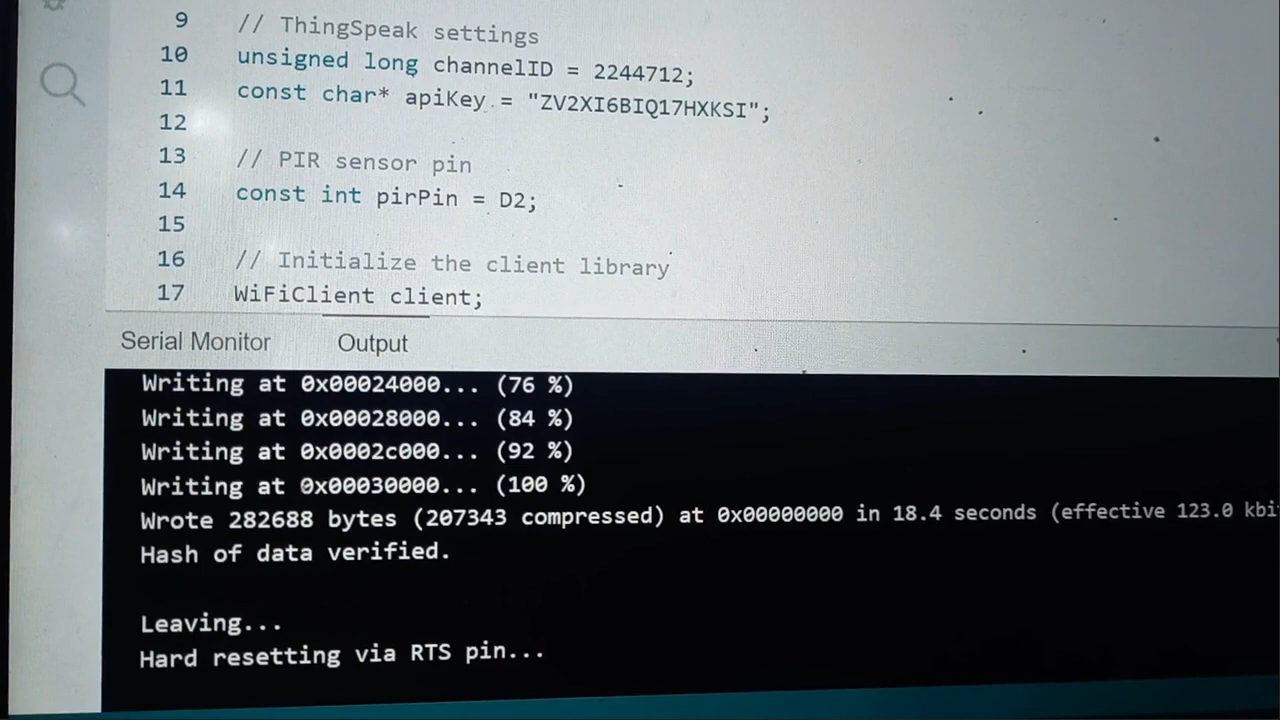 9 // ThingSpeak settings
10 unsigned long channelID = 2244712;
11 const char* apiKey = "ZV2XI6BIQ17HXKSI";
12
13 // PIR sensor pin
14 const int pirPin = D2;
15
16 // Initialize the client library
17 WiFiClient client;
Serial Monitor Output
Writing at 0x00024000... (76 %)
Writing at 0x00028000... (84 %)
Writing at 0x0002c000... (92 %)
Writing at 0x00030000... (100 %)
Wrote 282688 bytes (207343 compressed) at 0x00000000 in 18.4 seconds (effective 123.0 kbi
Hash of data verified.
Leaving...
Hard resetting via RTS pin...